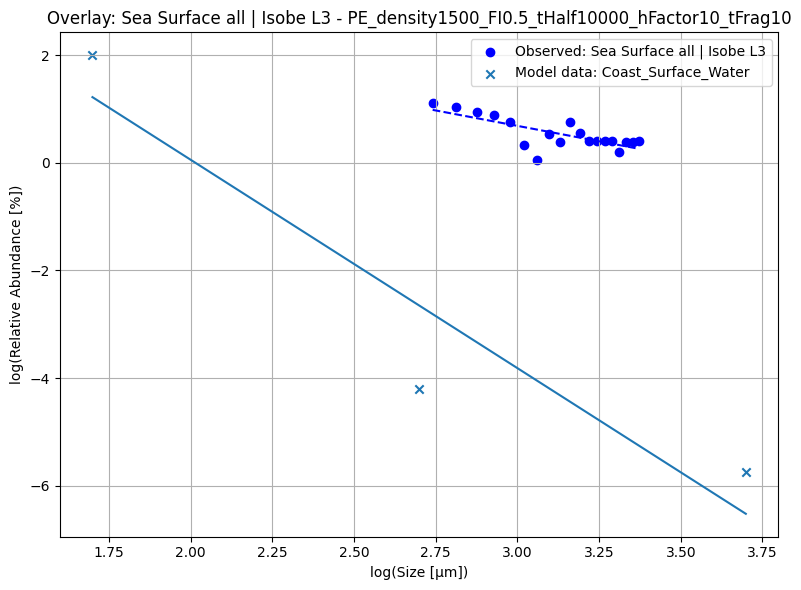 Overlay: Sea Surface all | Isobe L3 - PE_density1500_FI0.5_tHalf10000_hFactor10_tFrag10
Observed: Sea Surface all | Isobe L3
Model data: Coast_Surface_Water
log(Relative Abundance [%])
2
0
−2
−4
−6
1.75 2.00 2.25 2.50 2.75 3.00 3.25 3.50 3.75
log(Size [μm])